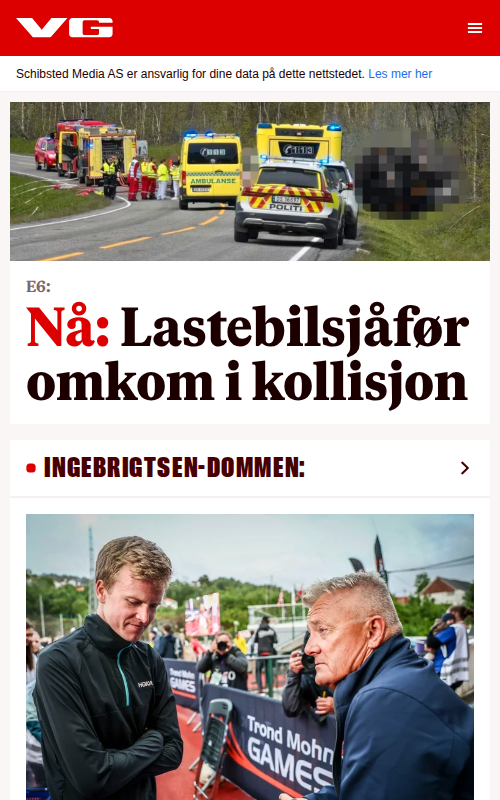 VG
Schibsted Media AS er ansvarlig for dine data på dette nettstedet. Les mer her
113
AMBULANSE
POLITI
E6:
Nå: Lastebilsjåfør
omkom i kollisjon
INGEBRIGTSEN-DOMMEN:
Trond Mohn
GAMES